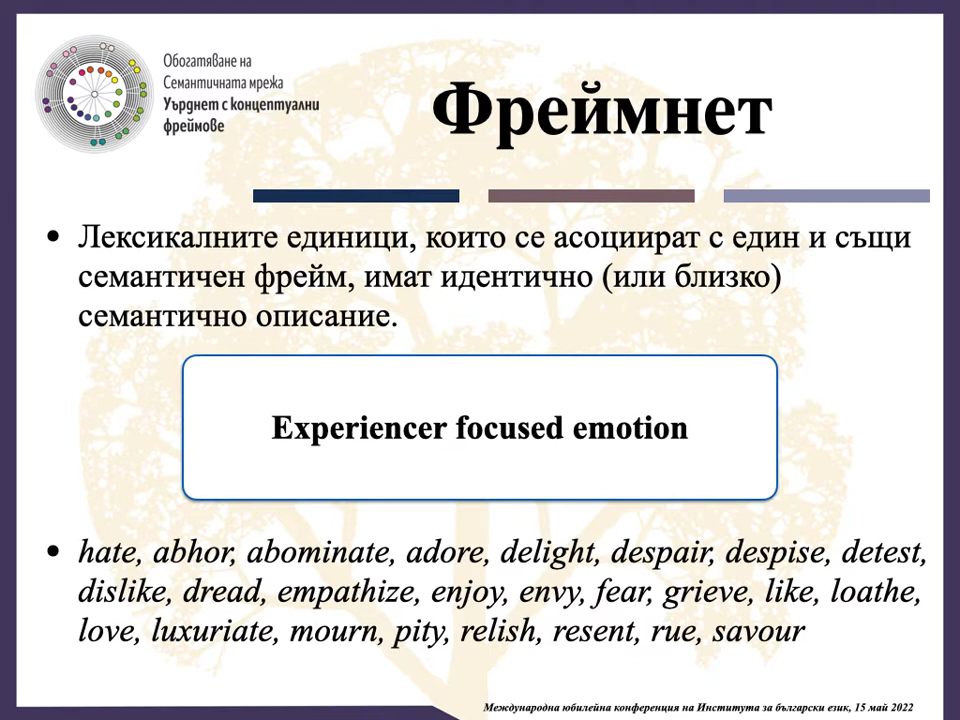 Обогатяване на
Семантичната мрежа
Уърднет с концептуални
фреймове
Фреймнет
• Лексикалните единици, които се асоциират с един и същи
семантичен фрейм, имат идентично (или близко)
семантично описание.
Experiencer focused emotion
• hate, abhor, abominate, adore, delight, despair, despise, detest,
dislike, dread, empathize, enjoy, envy, fear, grieve, like, loathe,
love, luxuriate, mourn, pity, relish, resent, rue, savour
Международна юбилейна конференция на Института за български език, 15 май 2022